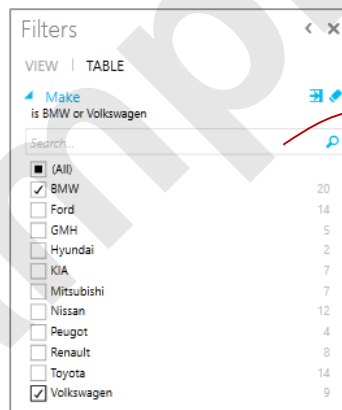 Filters
VIEW | TABLE
Make
is BMW or Volkswagen
Search...
(All)
BMW 20
Ford 14
GMH 5
Hyundai 2
KIA 7
Mitsubishi 7
Nissan 12
Peugot 4
Renault 8
Toyota 14
Volkswagen 9